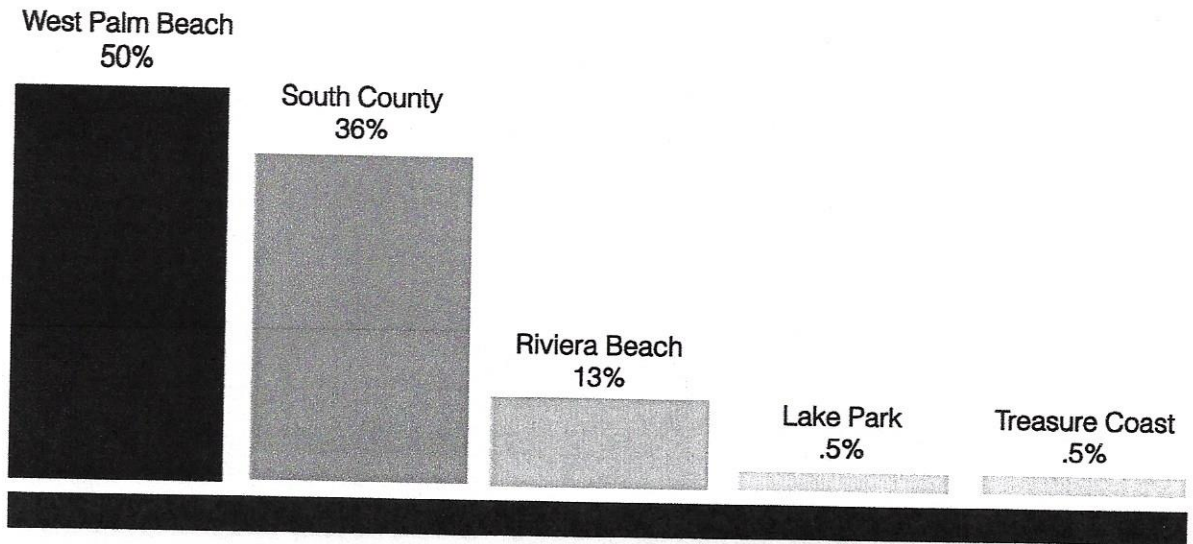 West Palm Beach
50%
South County
36%
Riviera Beach
13%
Lake Park
.5%
Treasure Coast
.5%